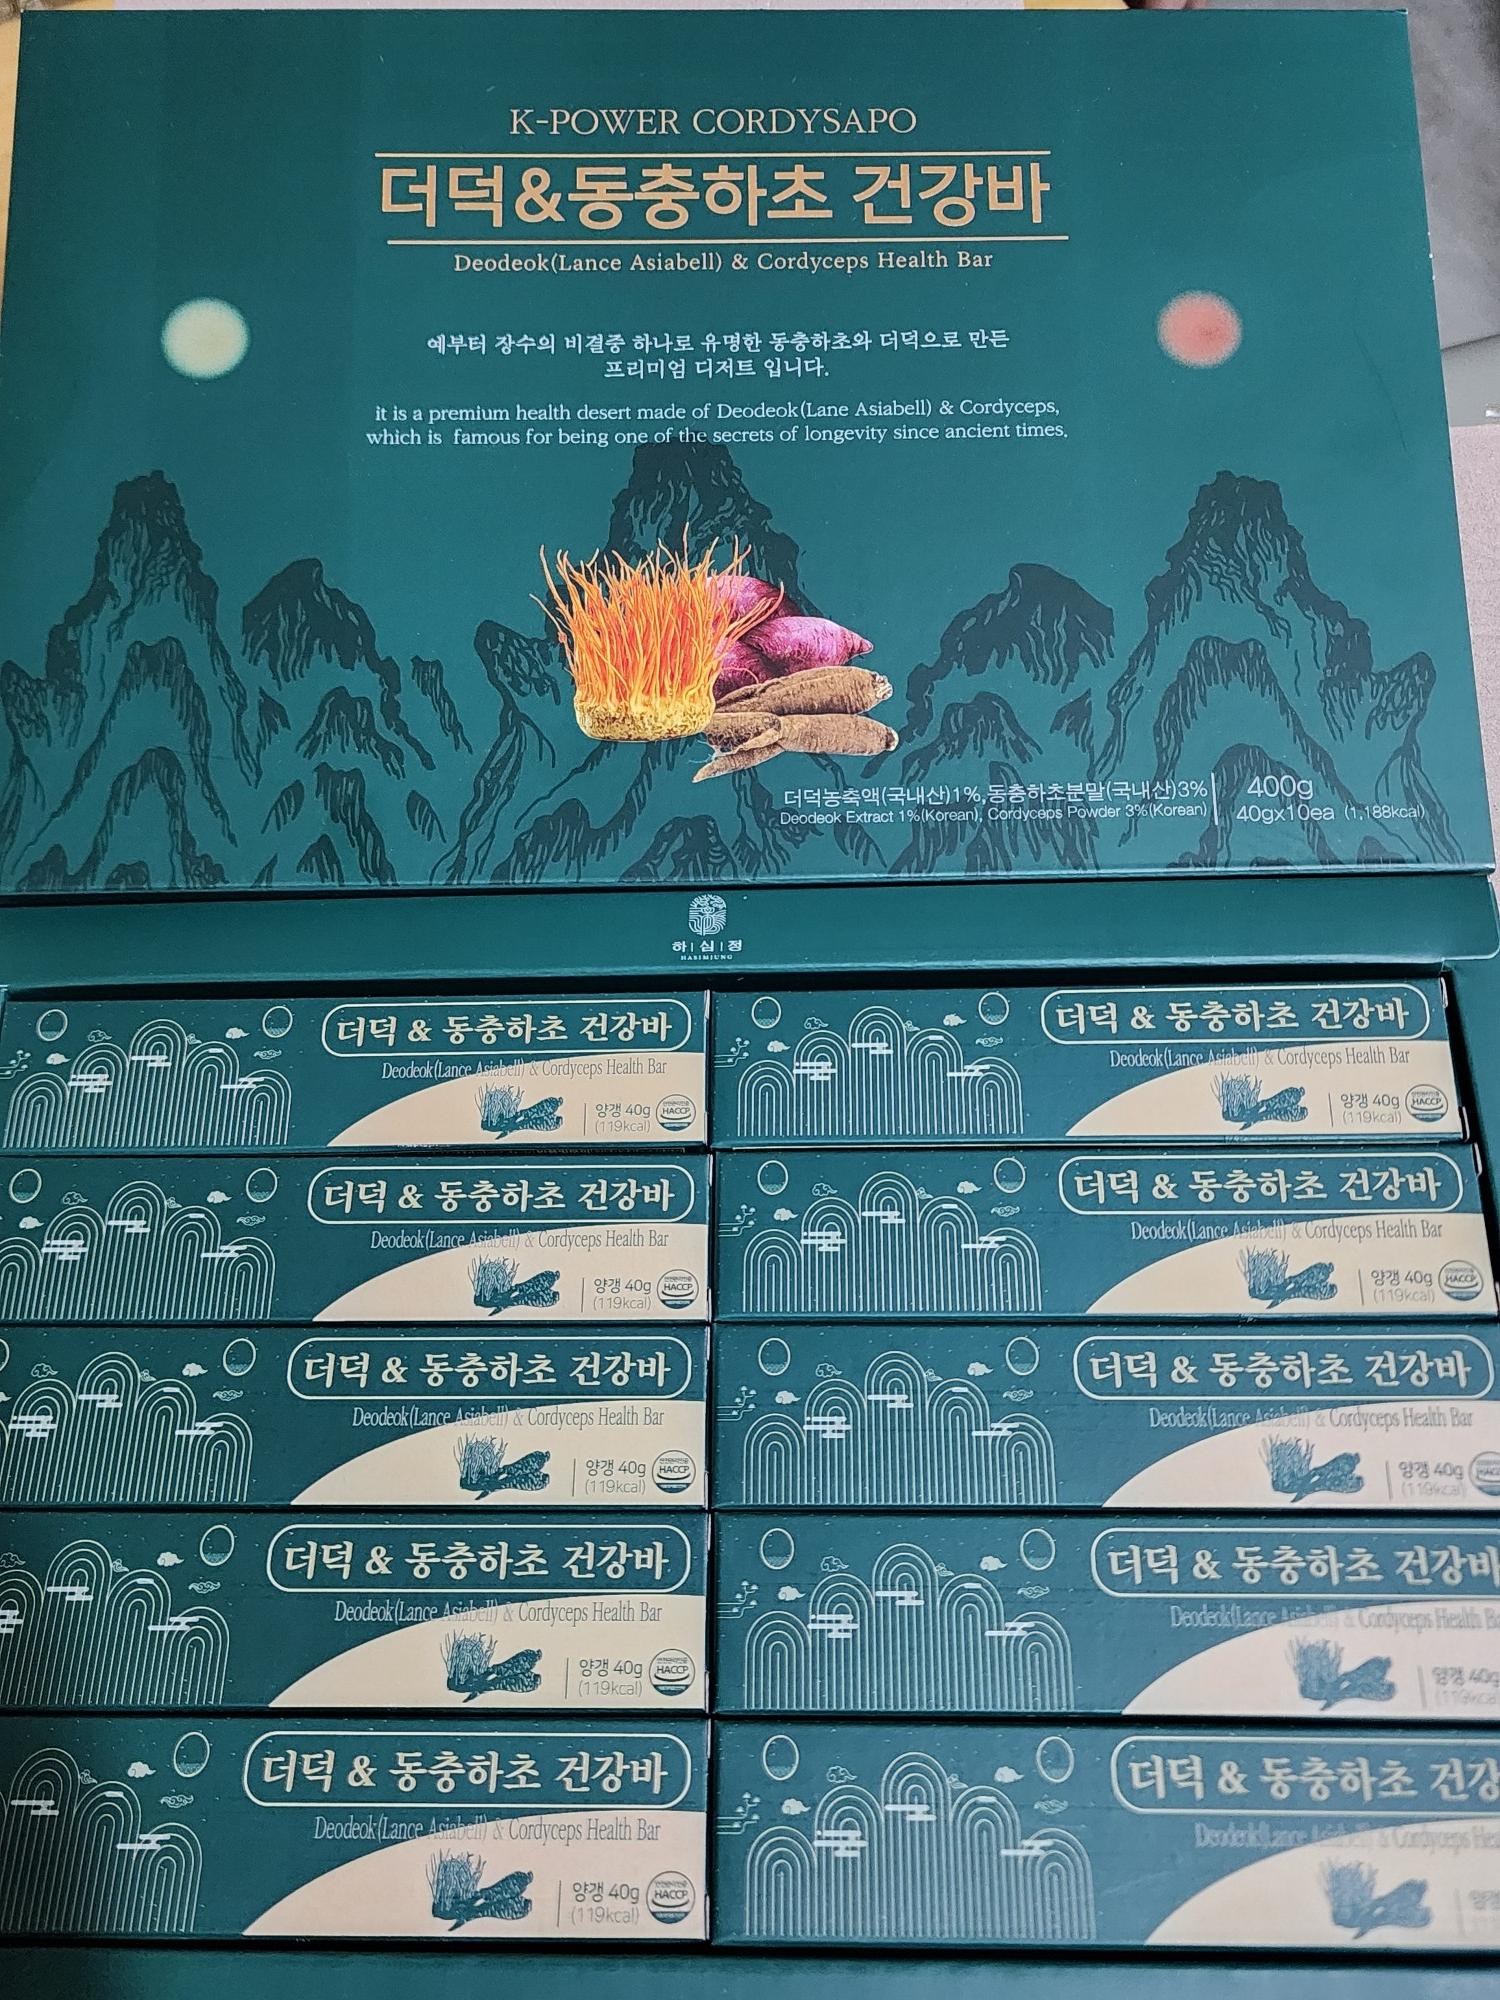 K-POWER CORDYSAPO
더덕&동충하초 건강바
Deodeok(Lance Asiabell) & Cordyceps Health Bar
예부터 장수의 비결중 하나로 유명한 동충하초와 더덕으로 만든
프리미엄 디저트 입니다.
it is a premium health desert made of Deodeok(Lane Asiabell) & Cordyceps,
which is famous for being one of the secrets of longevity since ancient times.
더덕농축액(국내산)1%,동충하초분말(국내산)3%
Deodeok Extract 1%(Korean), Cordyceps Powder 3%(Korean)
400g
40gx10ea (1,188kcal)
하|심|정
HASIMJUNG
더덕 & 동충하초 건강바
Deodeok(Lance Asiabell) & Cordyceps Health Bar
양갱 40g
(119kcal)
HACCP
더덕 & 동충하초 건강바
Deodeok(Lance Asiabell) & Cordyceps Health Bar
양갱 40g
(119kcal)
HACCP
더덕 & 동충하초 건강바
Deodeok(Lance Asiabell) & Cordyceps Health Bar
양갱 40g
(119kcal)
HACCP
더덕 & 동충하초 건강바
Deodeok(Lance Asiabell) & Cordyceps Health Bar
양갱 40g
(119kcal)
HACCP
더덕 & 동충하초 건강바
Deodeok(Lance Asiabell) & Cordyceps Health Bar
양갱 40g
(119kcal)
HACCP
더덕 & 동충하초 건강바
Deodeok(Lance Asiabell) & Cordyceps Health Bar
양갱 40g
(119kcal)
더덕 & 동충하초 건강바
Deodeok(Lance Asiabell) & Cordyceps Health Bar
양갱 40g
(119kcal)
HACCP
더덕 & 동충하초 건강바
Deodeok(Lance Asiabell) & Cordyceps Health
양갱 40g
더덕 & 동충하초 건강바
Deodeok(Lance Asiabell) & Cordyceps Health Bar
양갱 40g
(119kcal)
HACCP
더덕 & 동충하초
Deodeok(Lance Asiabell) & Cordyceps